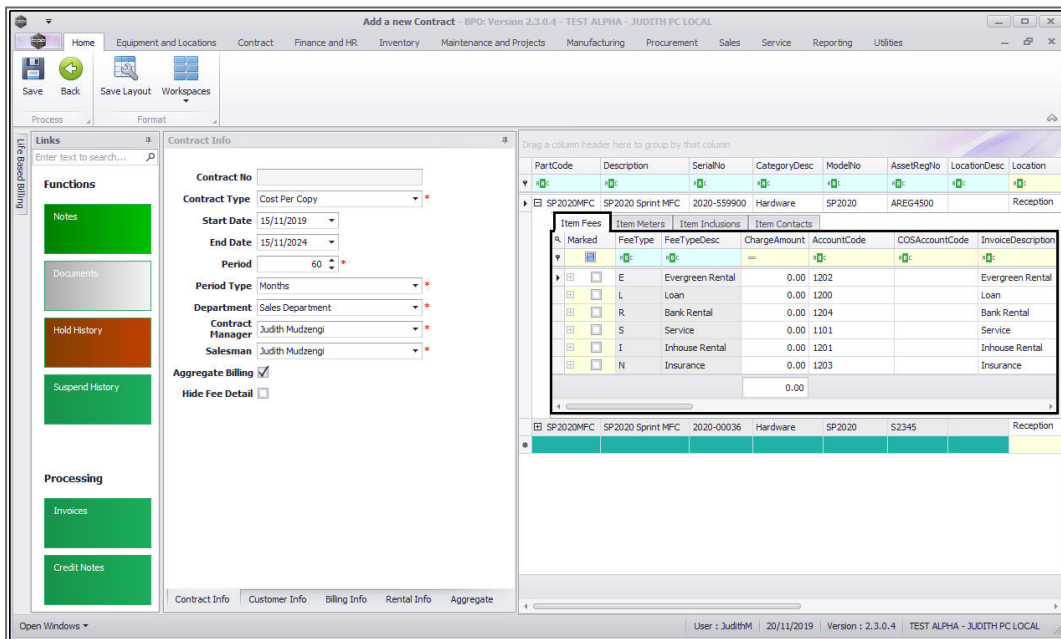 Add a new Contract - BPO: Version 2.3.0.4 - TEST ALPHA - JUDITH PC LOCAL
Home Equipment and Locations Contract Finance and HR Inventory Maintenance and Projects Manufacturing Procurement Sales Service Reporting Utilities
Save Back Save Layout Workspaces
Process Format
Life Based Billing
Links
Enter text to search...
Functions
Notes
Documents
Hold History
Suspend History
Processing
Invoices
Credit Notes
Contract Info
Contract No
Contract Type Cost Per Copy *
Start Date 15/11/2019
End Date 15/11/2024
Period 60 *
Period Type Months *
Department Sales Department *
Contract Manager Judith Mudzengi *
Salesman Judith Mudzengi *
Aggregate Billing
Hide Fee Detail
Contract Info Customer Info Billing Info Rental Info Aggregate
Drag a column header here to group by that column
PartCode Description SerialNo CategoryDesc ModelNo AssetRegNo LocationDesc Location
SP2020MFC SP2020 Sprint MFC 2020-559900 Hardware SP2020 AREG4500 Reception
Item Fees Item Meters Item Inclusions Item Contacts
Marked FeeType FeeTypeDesc ChargeAmount AccountCode COSAccountCode InvoiceDescription
E Evergreen Rental 0.00 1202 Evergreen Rental
L Loan 0.00 1200 Loan
R Bank Rental 0.00 1204 Bank Rental
S Service 0.00 1101 Service
I Inhouse Rental 0.00 1201 Inhouse Rental
N Insurance 0.00 1203 Insurance
0.00
SP2020MFC SP2020 Sprint MFC 2020-00036 Hardware SP2020 S2345 Reception
Open Windows User : JudithM 20/11/2019 Version : 2.3.0.4 TEST ALPHA - JUDITH PC LOCAL